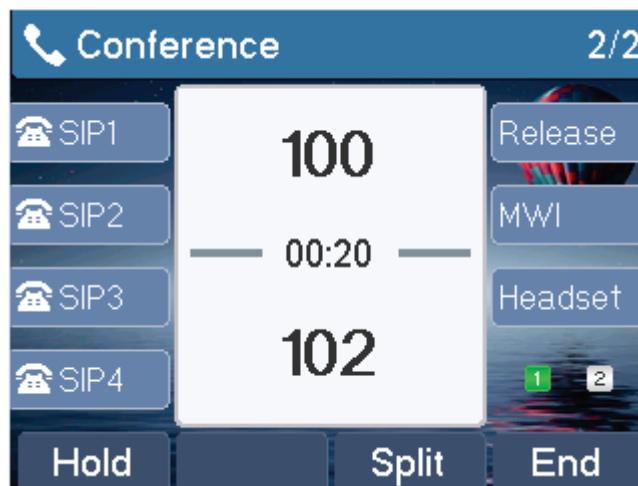 Conference 2/2
SIP1
SIP2
SIP3
SIP4
100
00:20
102
Release
MWI
Headset
1 2
Hold Split End